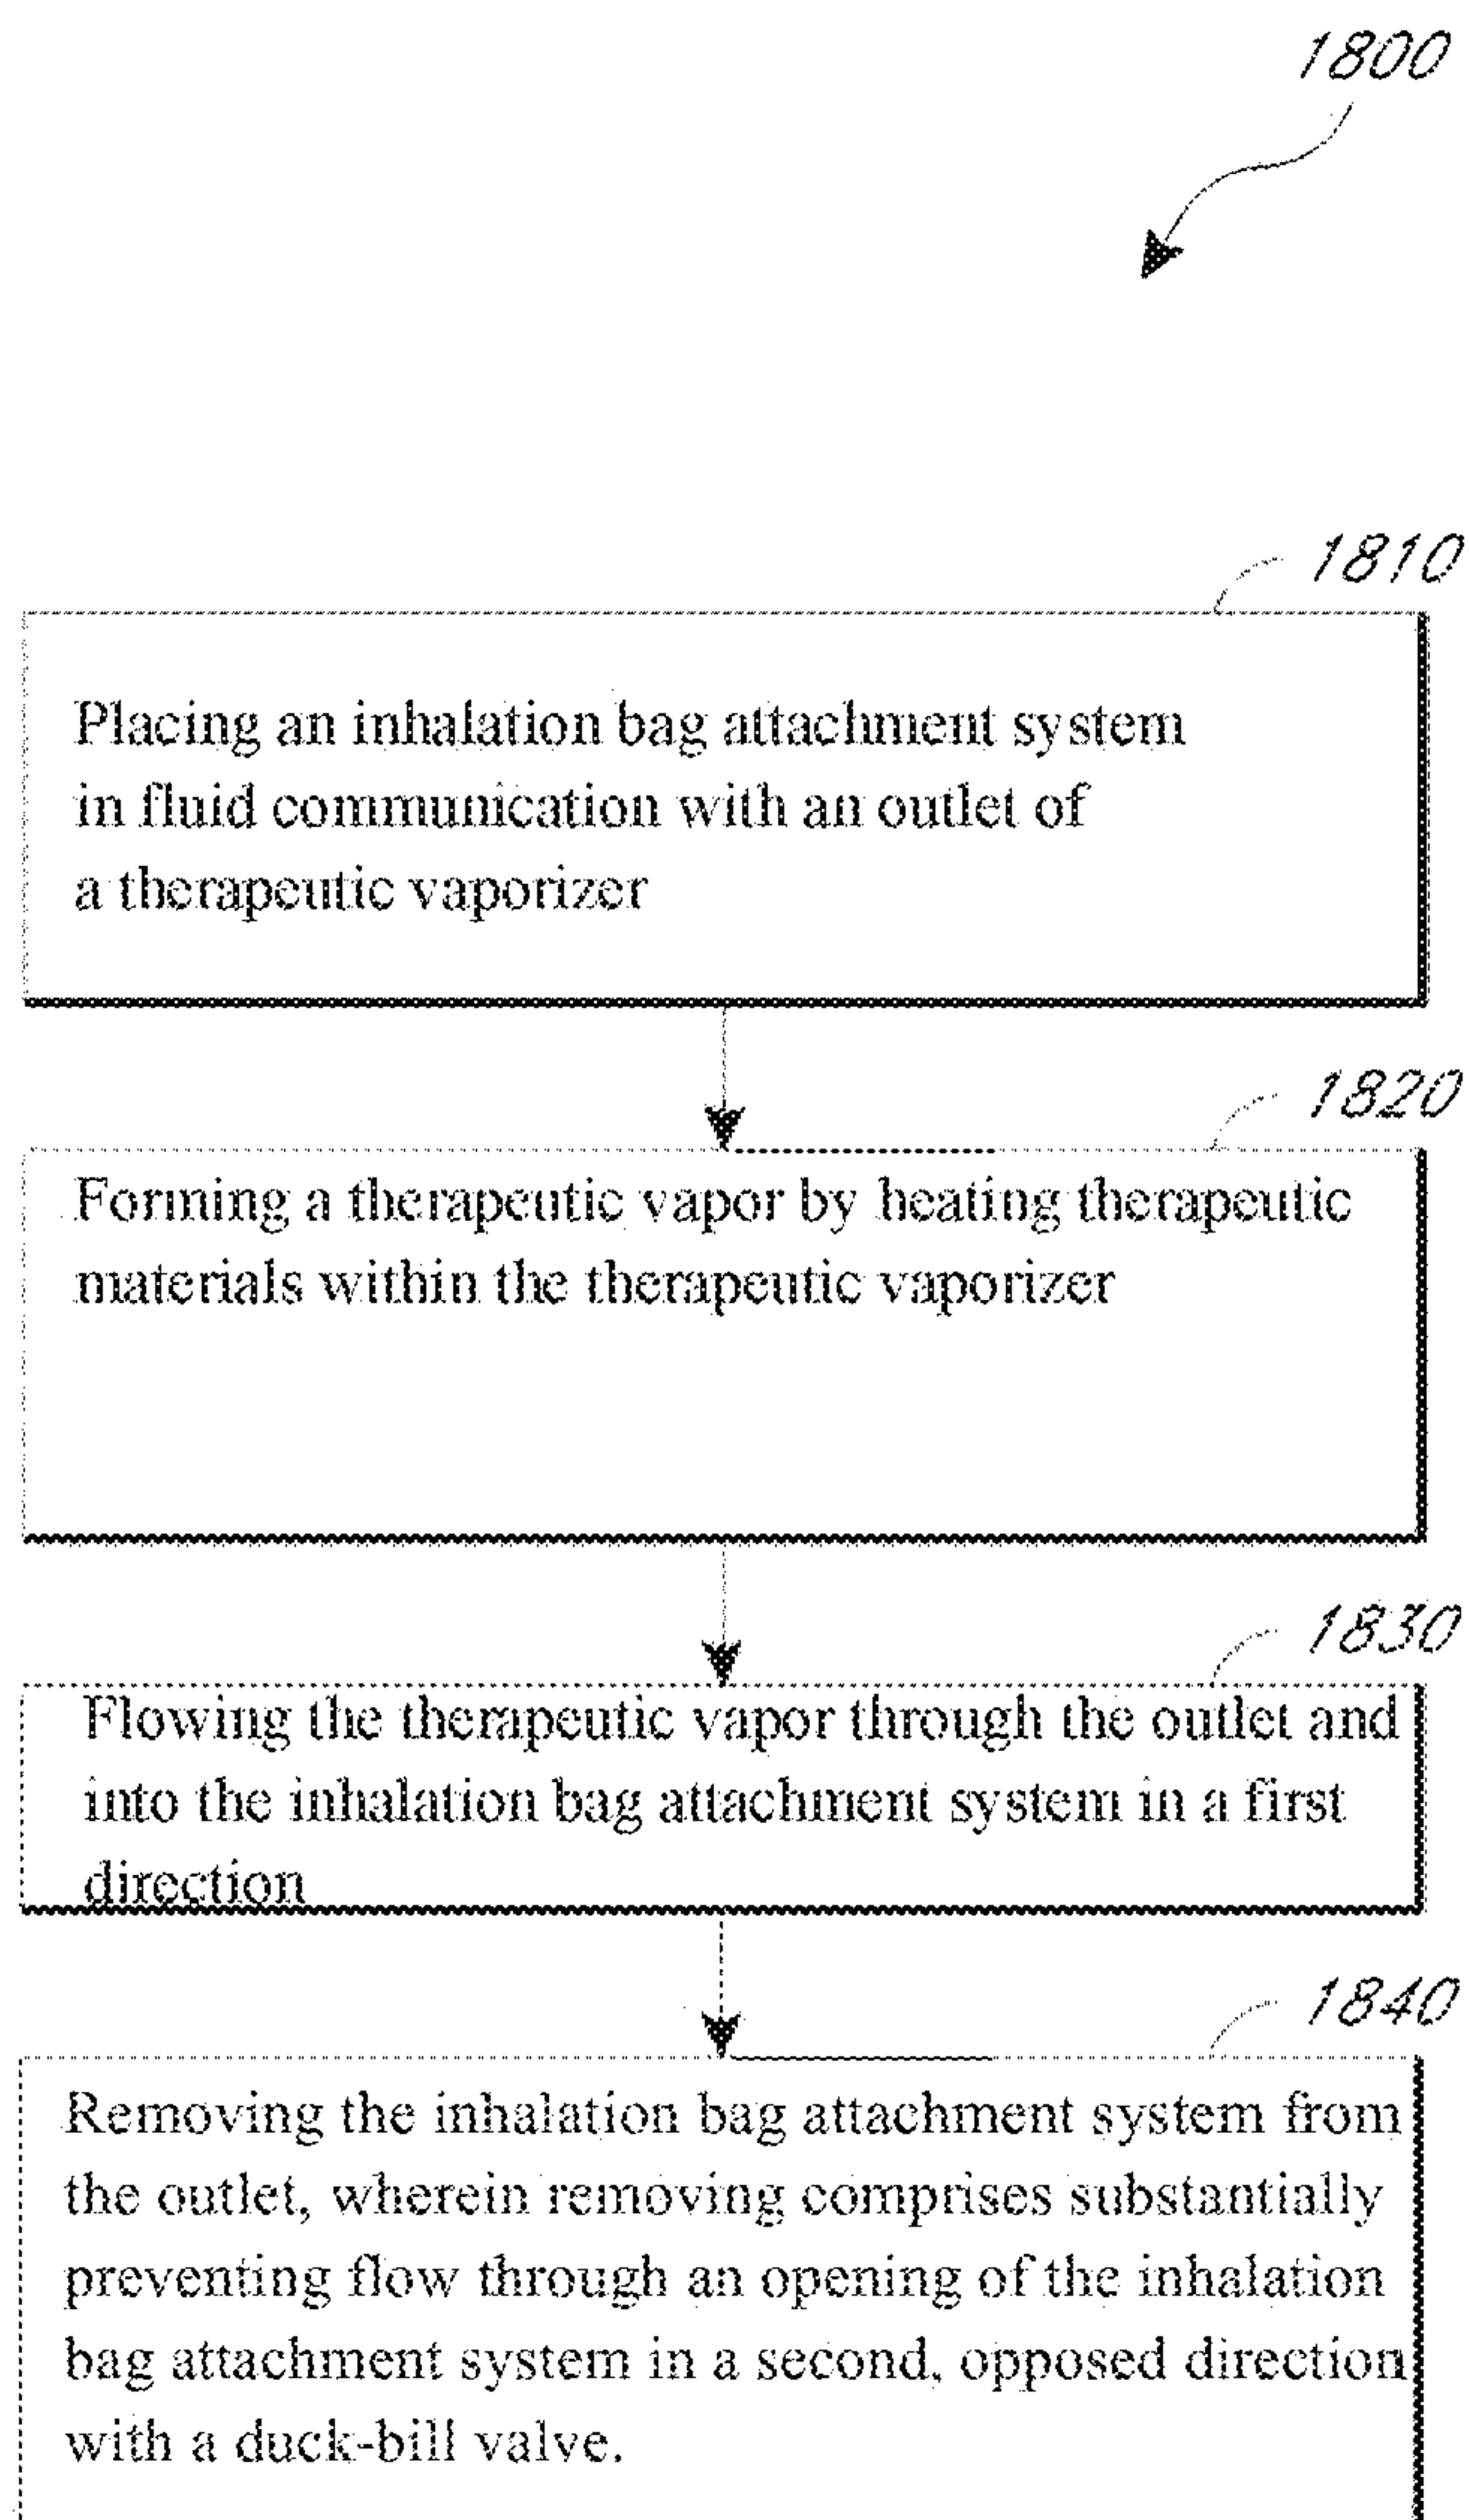 1800
1810
Placing an inhalation bag attachment system
in fluid communication with an outlet of
a therapeutic vaporizer
1820
Forming a therapeutic vapor by heating therapeutic
materials within the therapeutic vaporizer
1830
Flowing the therapeutic vapor through the outlet and
into the inhalation bag attachment system in a first
direction
1840
Removing the inhalation bag attachment system from
the outlet, wherein removing comprises substantially
preventing flow through an opening of the inhalation
bag attachment system in a second, opposed direction
with a duck-bill valve.